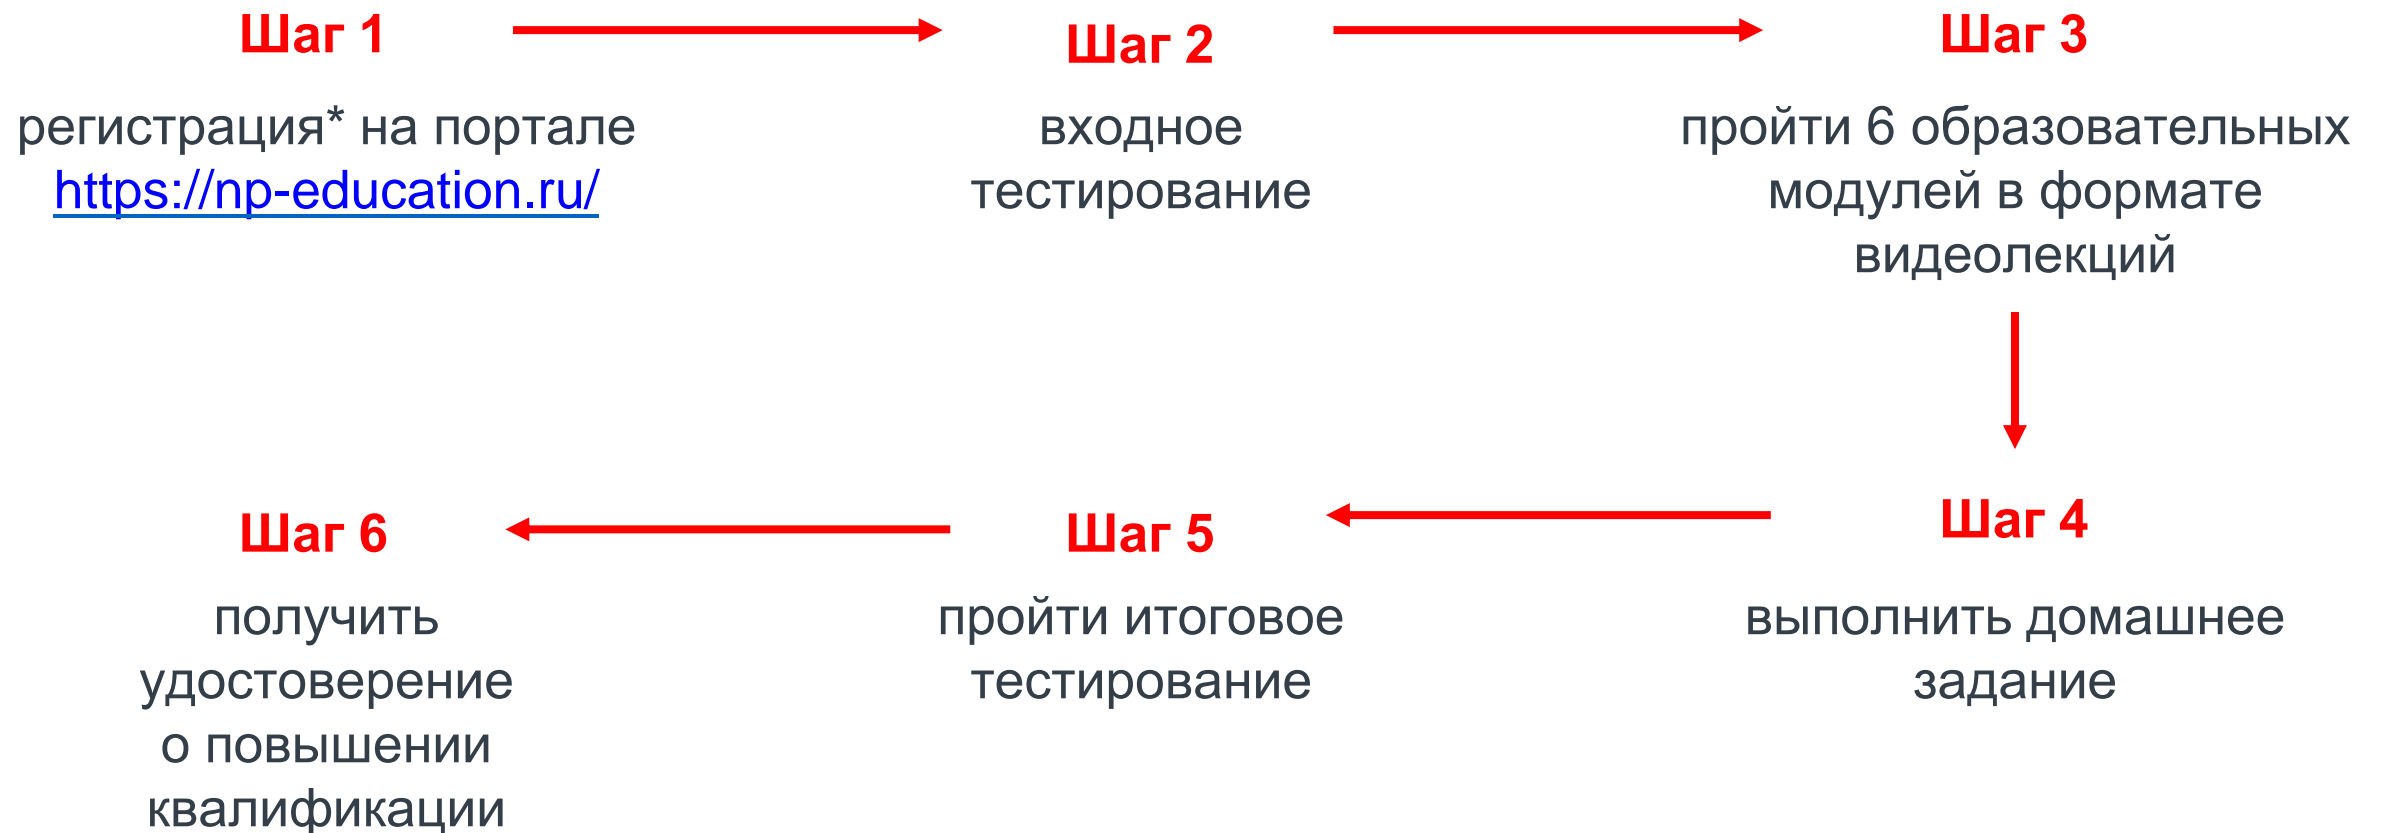 Шаг 1
регистрация* на портале
https://np-education.ru/
Шаг 2
входное
тестирование
Шаг 3
пройти 6 образовательных
модулей в формате
видеолекций
Шаг 4
выполнить домашнее
задание
Шаг 5
пройти итоговое
тестирование
Шаг 6
получить
удостоверение
о повышении
квалификации